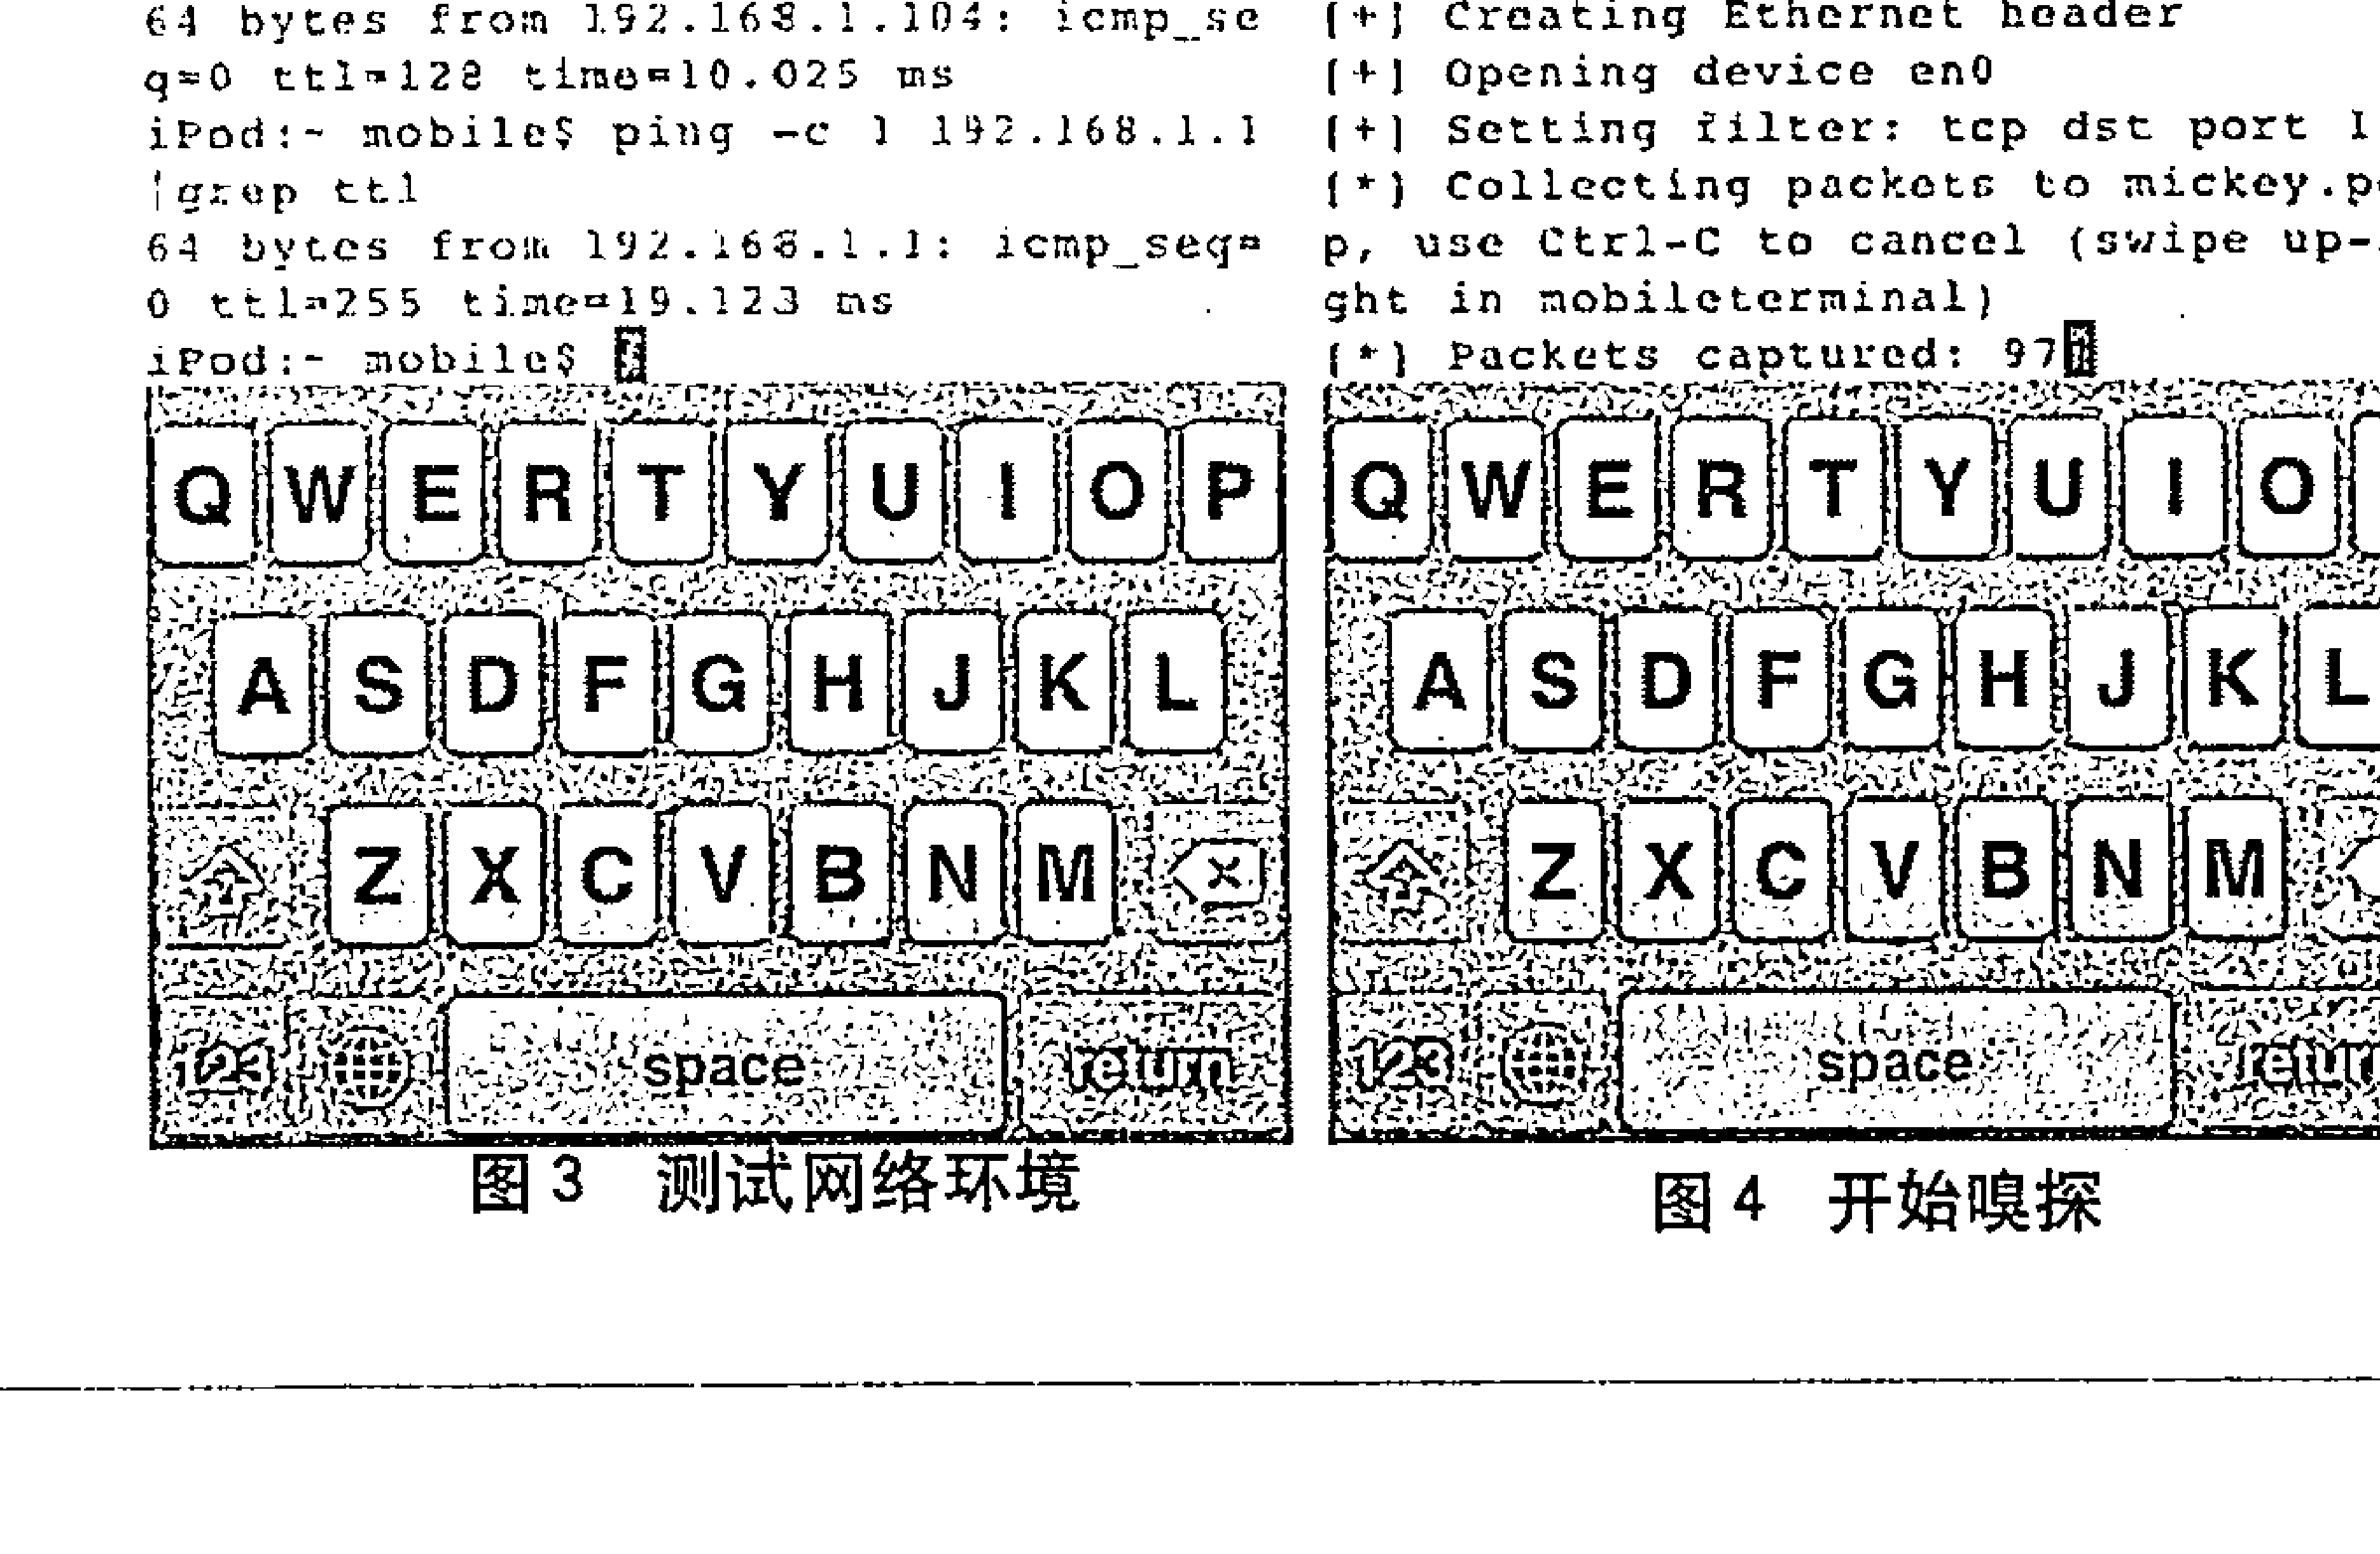 64 bytes from 192.168.1.104: icmp_se
q=0 ttl=128 time=10.025 ms
iPod:~ mobile$ ping -c 1 192.168.1.1
|grep ttl
64 bytes from 192.168.1.1: icmp_seq=
0 ttl=255 time=19.123 ms
iPod:~ mobile$
Q W E R T Y U I O P
A S D F G H J K L
Z X C V B N M
123 space return
图3 测试网络环境
[+] Creating Ethernet header
[+] Opening device en0
[+] Setting filter: tcp dst port
[*] Collecting packets to
p, use Ctrl-C to cancel (swipe
ght in mobileterminal)
[*] Packets captured: 97
Q W E R T Y U I O
A S D F G H J K L
Z X C V B N M
123 space
图4 开始嗅探